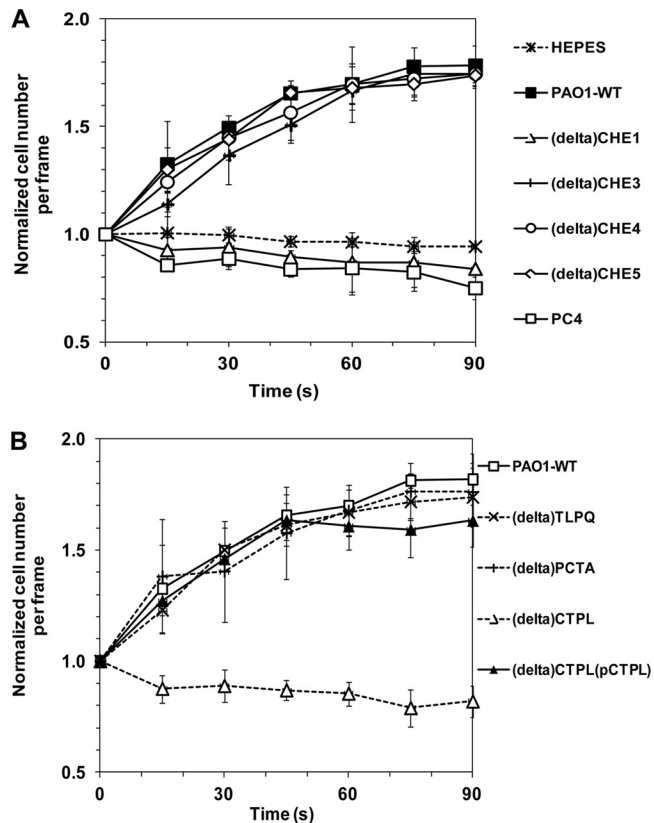 A
Normalized cell number
per frame
2.0
1.5
1.0
0.5
0
30
60
90
Time (s)
HEPES
PAO1-WT
(delta)CHE1
(delta)CHE3
(delta)CHE4
(delta)CHE5
PC4
B
Normalized cell number
per frame
2.0
1.5
1.0
0.5
0
30
60
90
Time (s)
PAO1-WT
(delta)TLPQ
(delta)PCTA
(delta)CTPL
(delta)CTPL(pCTPL)